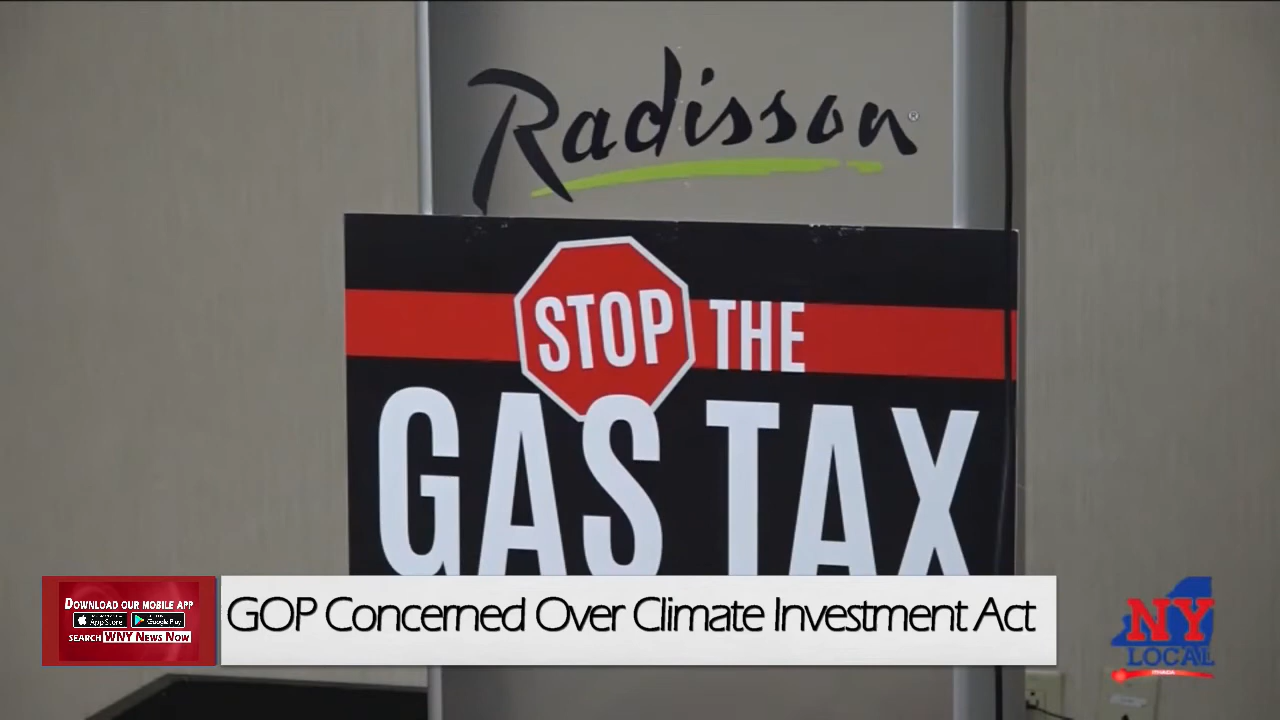 Radisson®
STOP THE
GAS TAX
DOWNLOAD OUR MOBILE APP
App Store Google Play
SEARCH WNY NEWS NOW
GOP Concerned Over Climate Investment Act
NY
LOCAL
ITHACA